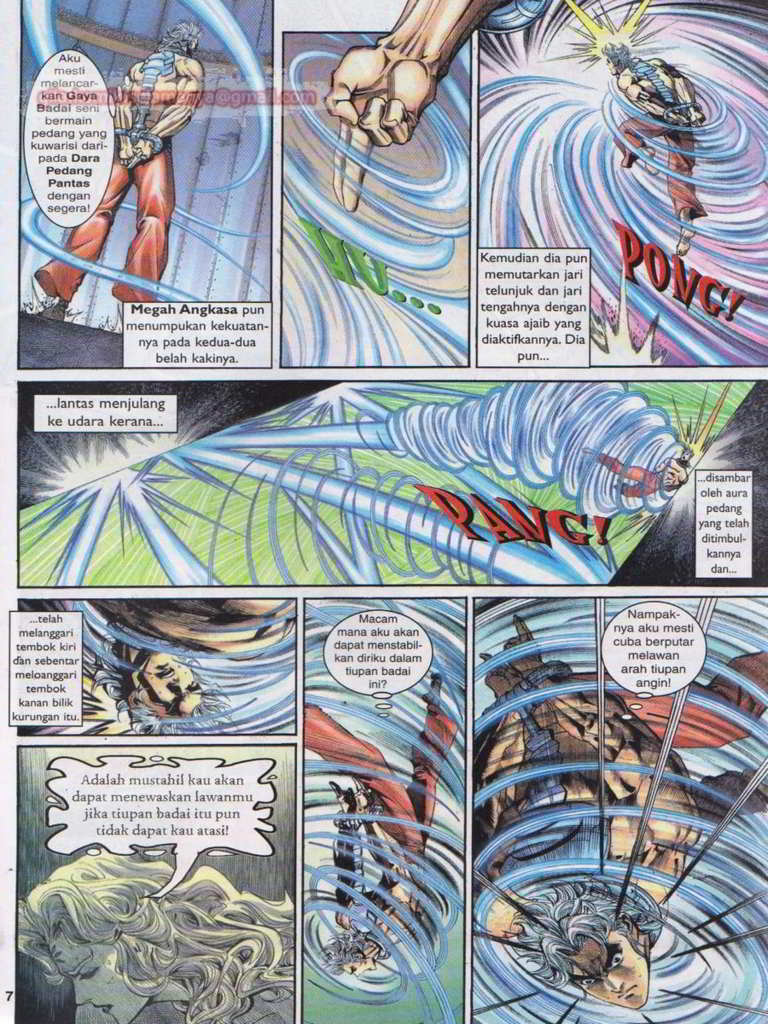 Aku
mesti
melancar-
kan Gaya
Badai seni
bermain
pedang yang
kuwarisi dari-
pada Dara
Pedang
Pantas
dengan
segera!
Megah Angkasa pun
menumpukan kekuatan-
nya pada kedua-dua
belah kakinya.
HU...
Kemudian dia pun
memutarkan jari
telunjuk dan jari
tengahnya dengan
kuasa ajaib yang
diaktifkannya. Dia
pun...
PONG!
...lantas menjulang
ke udara kerana...
PANG!
...disambar
oleh aura
pedang
yang telah
ditimbul-
kannya
dan...
...telah
melanggari
tembok kiri
dan sebentar
meloanggari
tembok
kanan bilik
kurungan itu.
Macam
mana aku akan
dapat menstabil-
kan diriku dalam
tiupan badai
ini?
Nampak-
nya aku mesti
cuba berputar
melawan
arah tiupan
angin!
Adalah mustahil kau akan
dapat menewaskan lawanmu
jika tiupan badai itu pun
tidak dapat kau atasi!
7